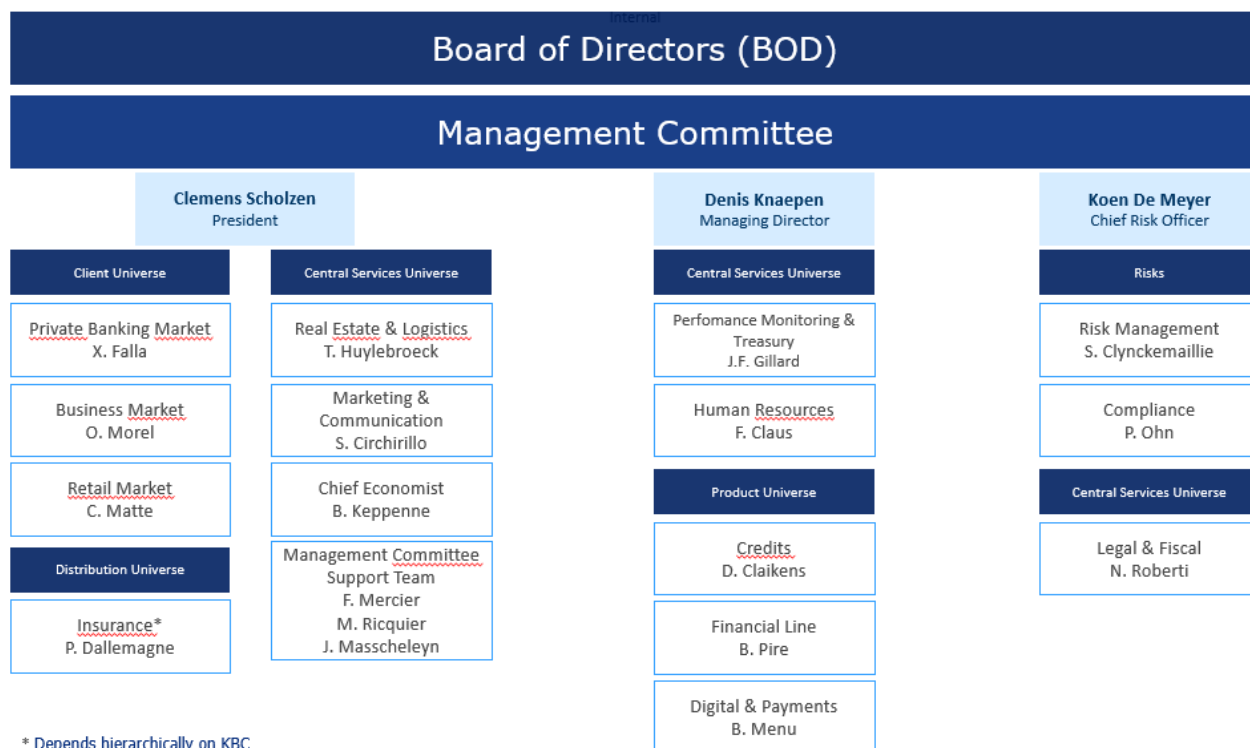 Internal
Board of Directors (BOD)
Management Committee
Clemens Scholzen
President
Client Universe
Private Banking Market
X. Falla
Business Market
O. Morel
Retail Market
C. Matte
Distribution Universe
Insurance*
P. Dallemagne
Central Services Universe
Real Estate & Logistics
T. Huylebroeck
Marketing &
Communication
S. Circhirillo
Chief Economist
B. Keppenne
Management Committee
Support Team
F. Mercier
M. Ricquier
J. Masscheleyn
Denis Knaepen
Managing Director
Central Services Universe
Perfomance Monitoring &
Treasury
J.F. Gillard
Human Resources
F. Claus
Product Universe
Credits
D. Claikens
Financial Line
B. Pire
Digital & Payments
B. Menu
Koen De Meyer
Chief Risk Officer
Risks
Risk Management
S. Clynckemaillie
Compliance
P. Ohn
Central Services Universe
Legal & Fiscal
N. Roberti
* Depends hierarchically on KBC